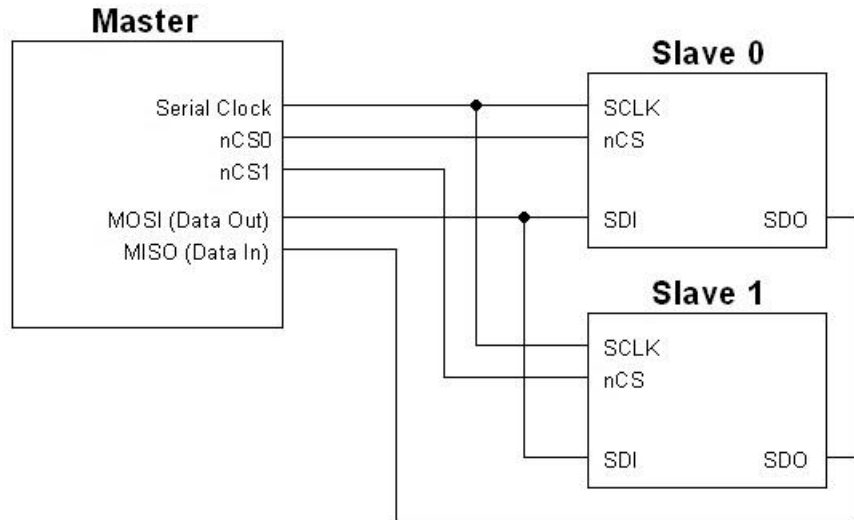 Master
Serial Clock
nCS0
nCS1
MOSI (Data Out)
MISO (Data In)
Slave 0
SCLK
nCS
SDI SDO
Slave 1
SCLK
nCS
SDI SDO